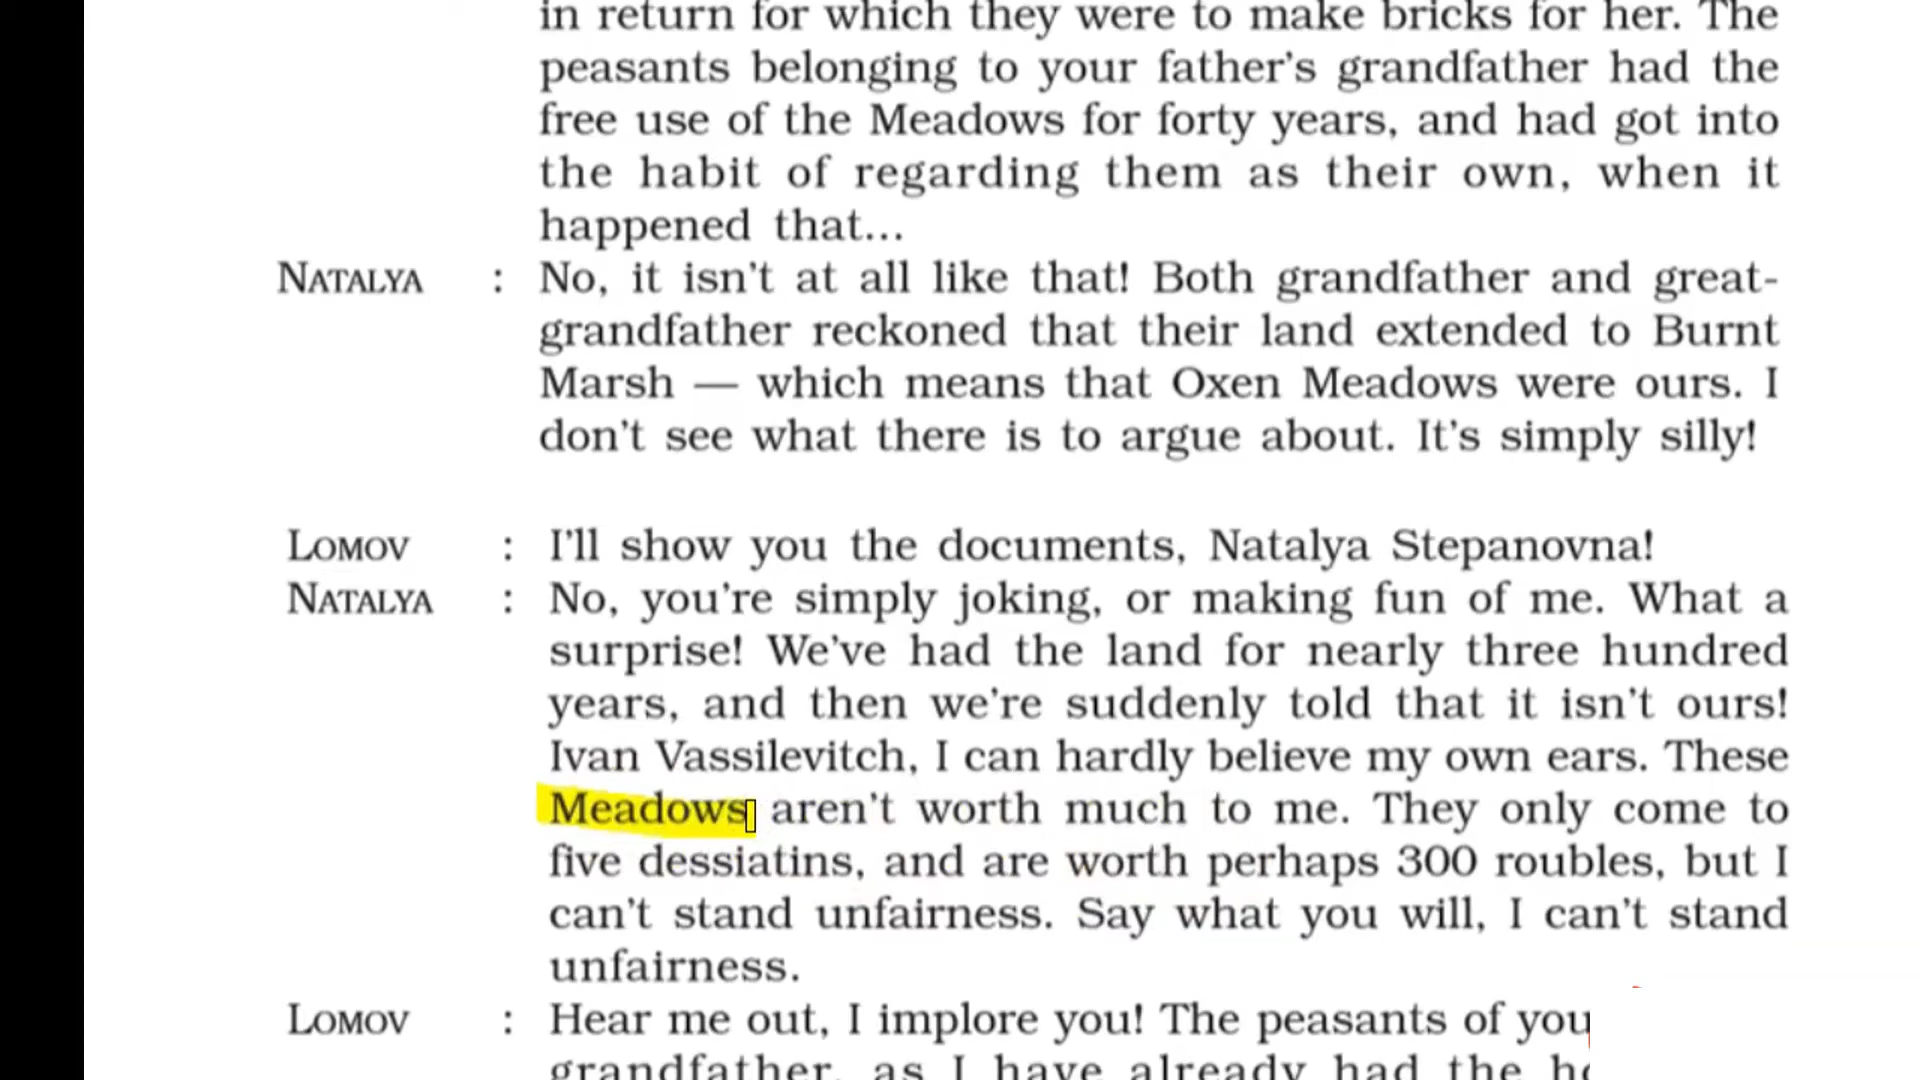 in return for which they were to make bricks for her. The
peasants belonging to your father's grandfather had the
free use of the Meadows for forty years, and had got into
the habit of regarding them as their own, when it
happened that...
NATALYA : No, it isn't at all like that! Both grandfather and great-
grandfather reckoned that their land extended to Burnt
Marsh — which means that Oxen Meadows were ours. I
don't see what there is to argue about. It's simply silly!
LOMOV : I'll show you the documents, Natalya Stepanovna!
NATALYA : No, you're simply joking, or making fun of me. What a
surprise! We've had the land for nearly three hundred
years, and then we're suddenly told that it isn't ours!
Ivan Vassilevitch, I can hardly believe my own ears. These
Meadows aren't worth much to me. They only come to
five dessiatins, and are worth perhaps 300 roubles, but I
can't stand unfairness. Say what you will, I can't stand
unfairness.
LOMOV : Hear me out, I implore you! The peasants of you
grandfather, as I have already had the